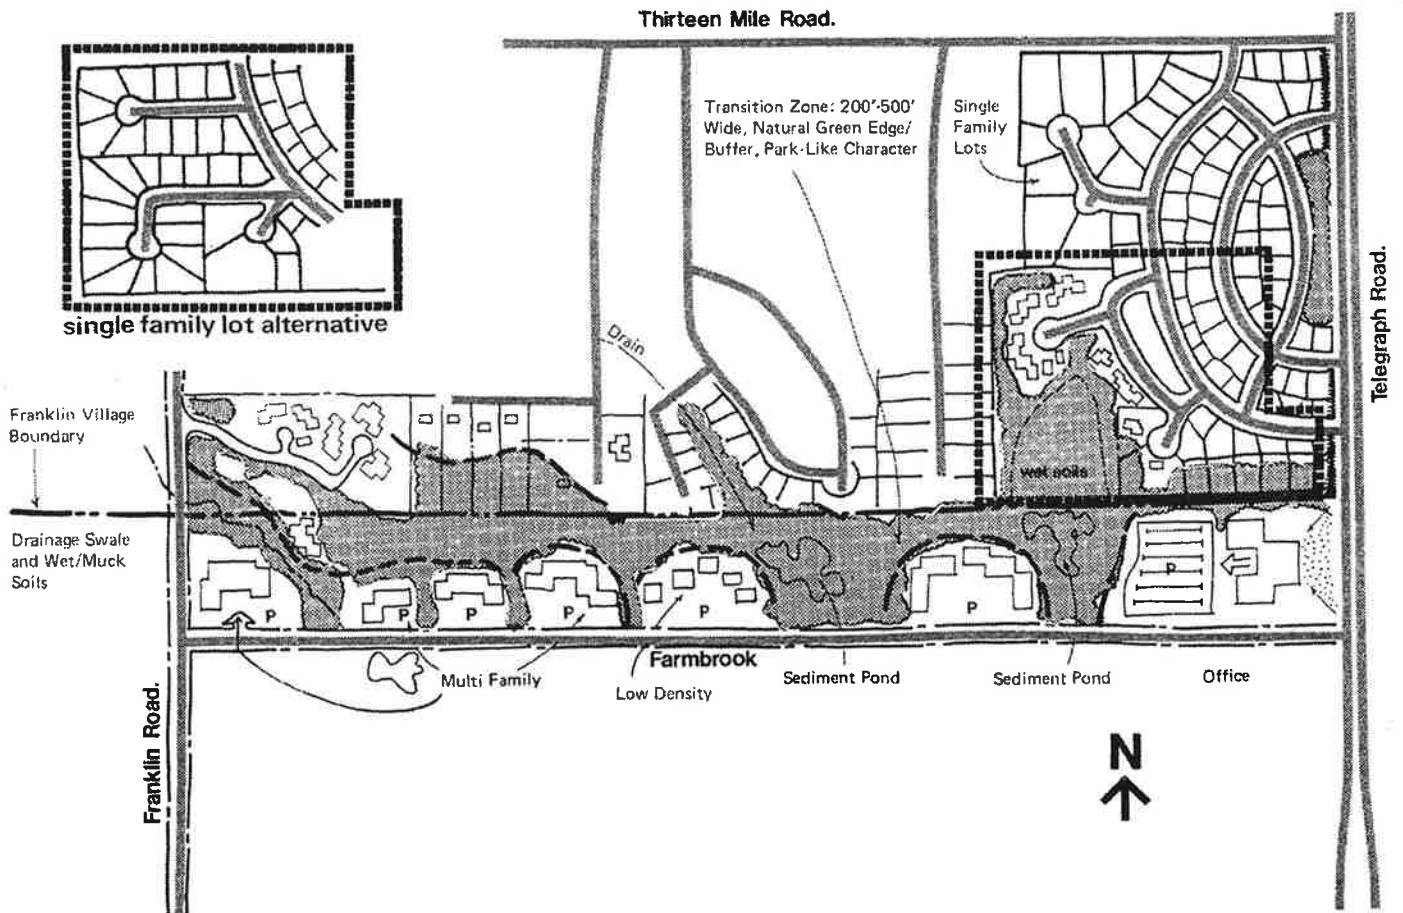 Thirteen Mile Road.
Transition Zone: 200'-500'
Wide, Natural Green Edge/
Buffer, Park-Like Character
Single
Family
Lots
single family lot alternative
Telegraph Road.
Drain
Franklin Village
Boundary
wet soils
Drainage Swale
and Wet/Muck
Soils
P
P
P
P
P
P
P
Farmbrook
Multi Family
Low Density
Sediment Pond
Sediment Pond
Office
Franklin Road.
N